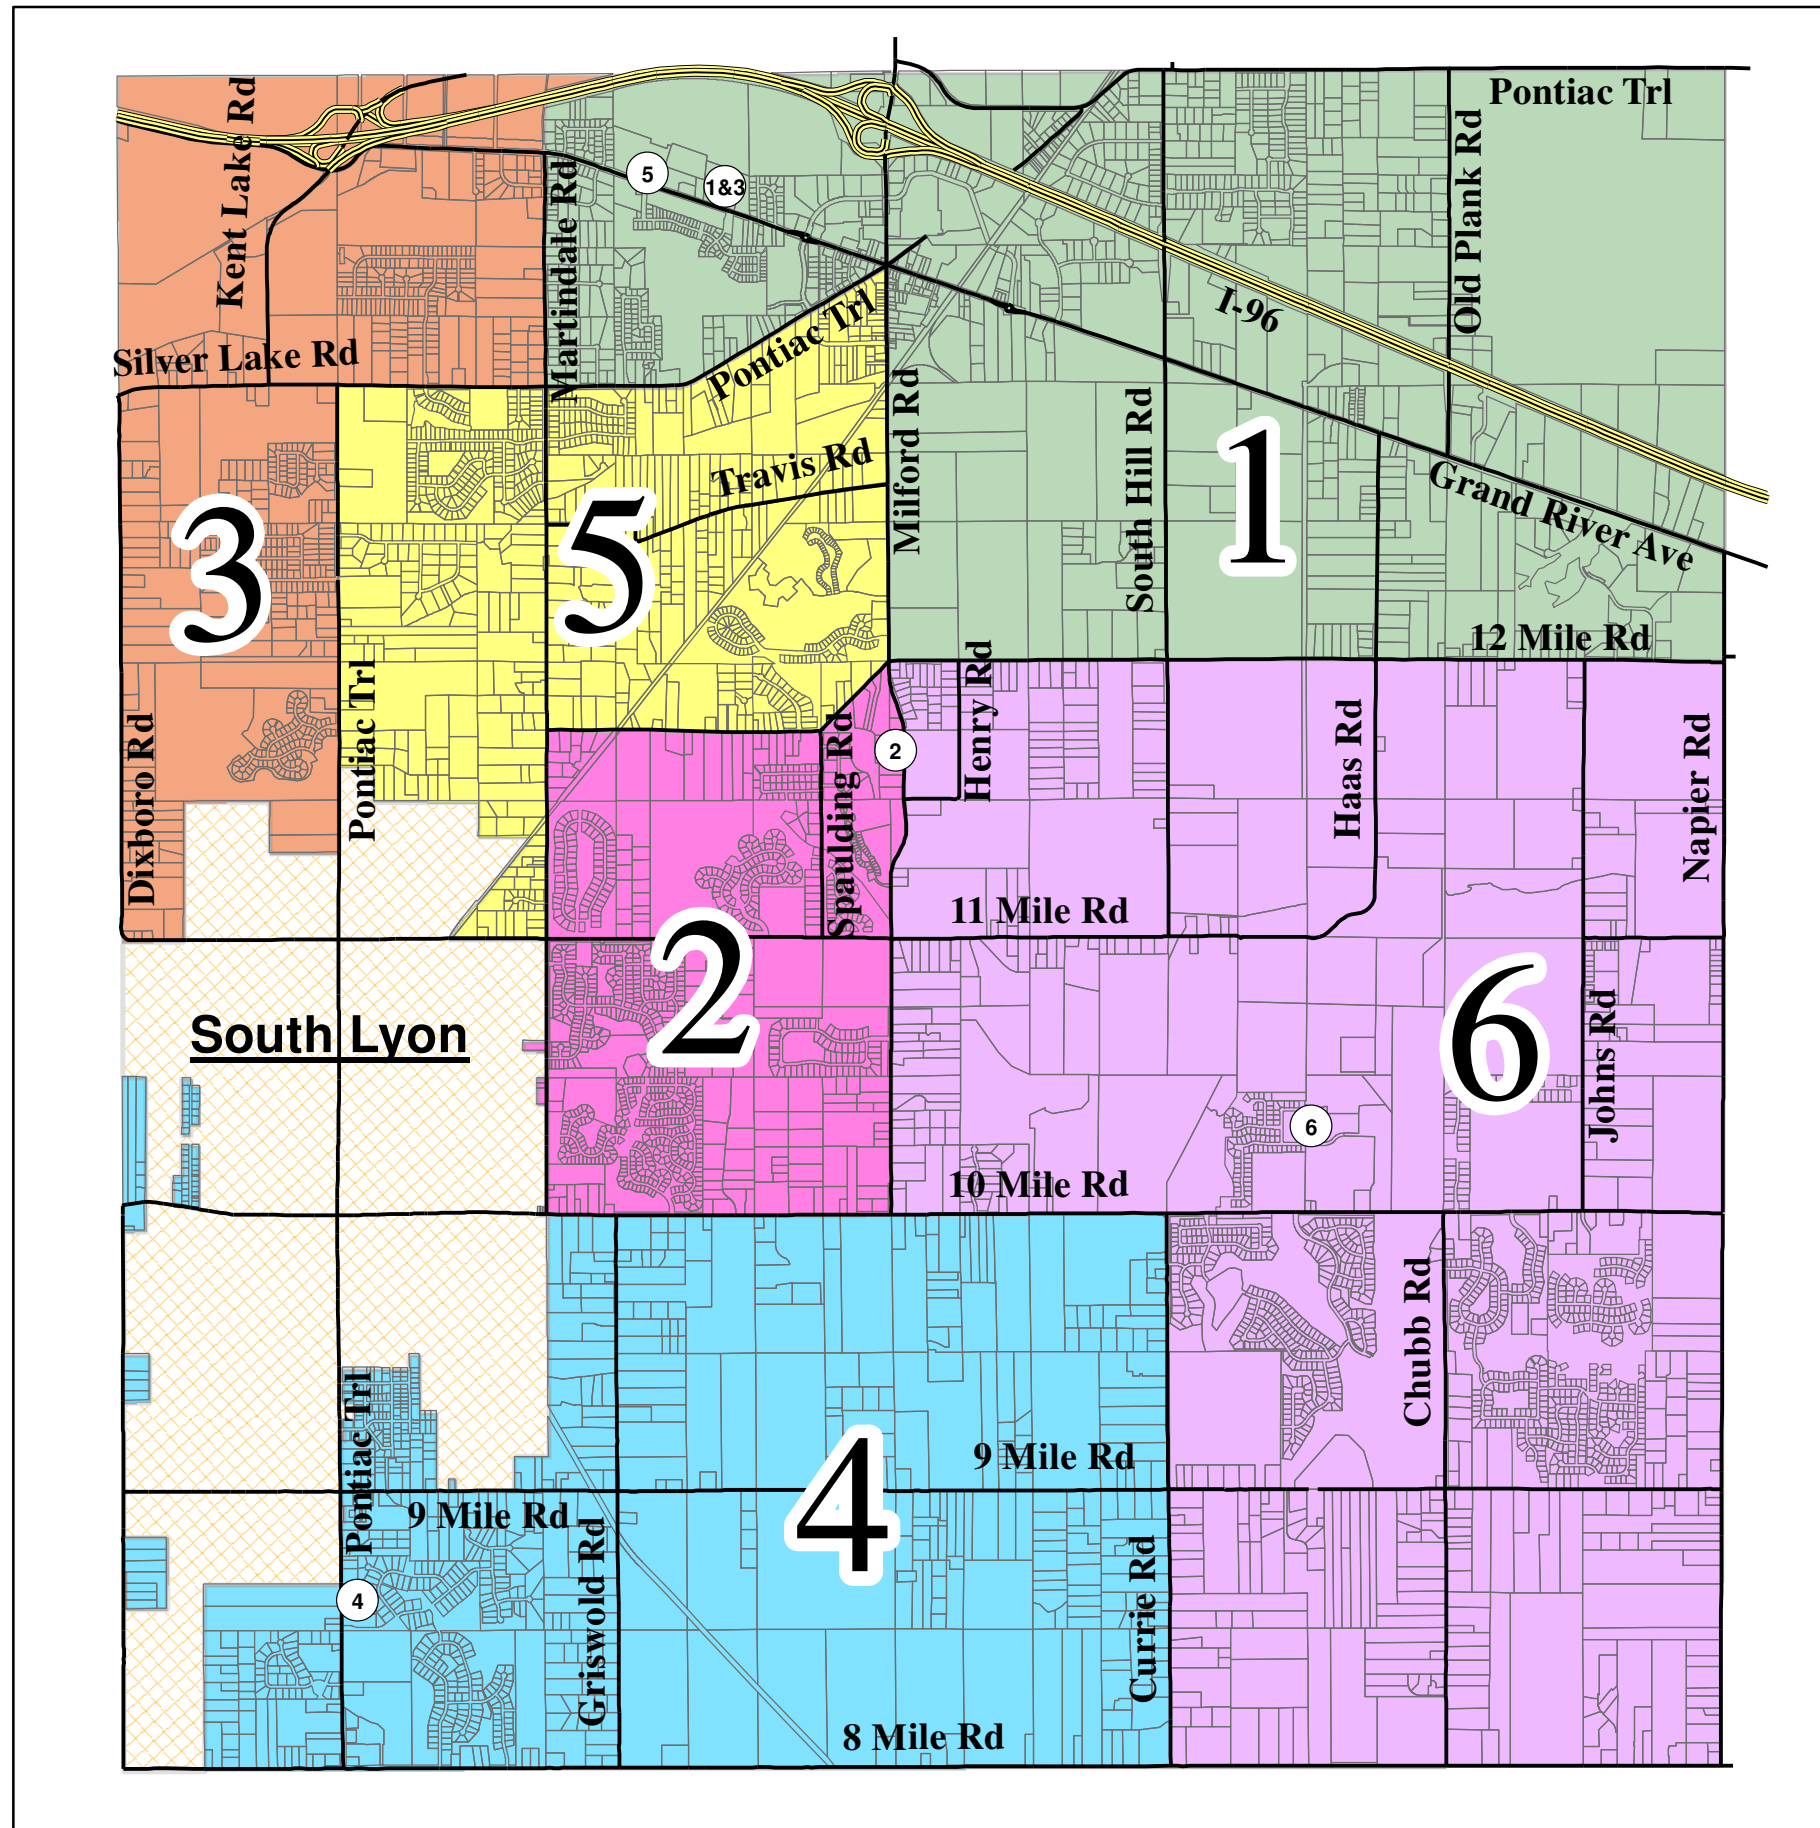 Pontiac Trl
Kent Lake Rd
Old Plank Rd
Martindale Rd
5
1&3
I-96
Pontiac Trl
Silver Lake Rd
Milford Rd
South Hill Rd
1
Travis Rd
Grand River Ave
3
5
12 Mile Rd
Henry Rd
Pontiac Trl
Dixboro Rd
Spaulding Rd
2
Haas Rd
Napier Rd
11 Mile Rd
2
6
South Lyon
Johns Rd
6
10 Mile Rd
Chubb Rd
Pontiac Trl
4
9 Mile Rd
9 Mile Rd
Griswold Rd
Currie Rd
4
8 Mile Rd